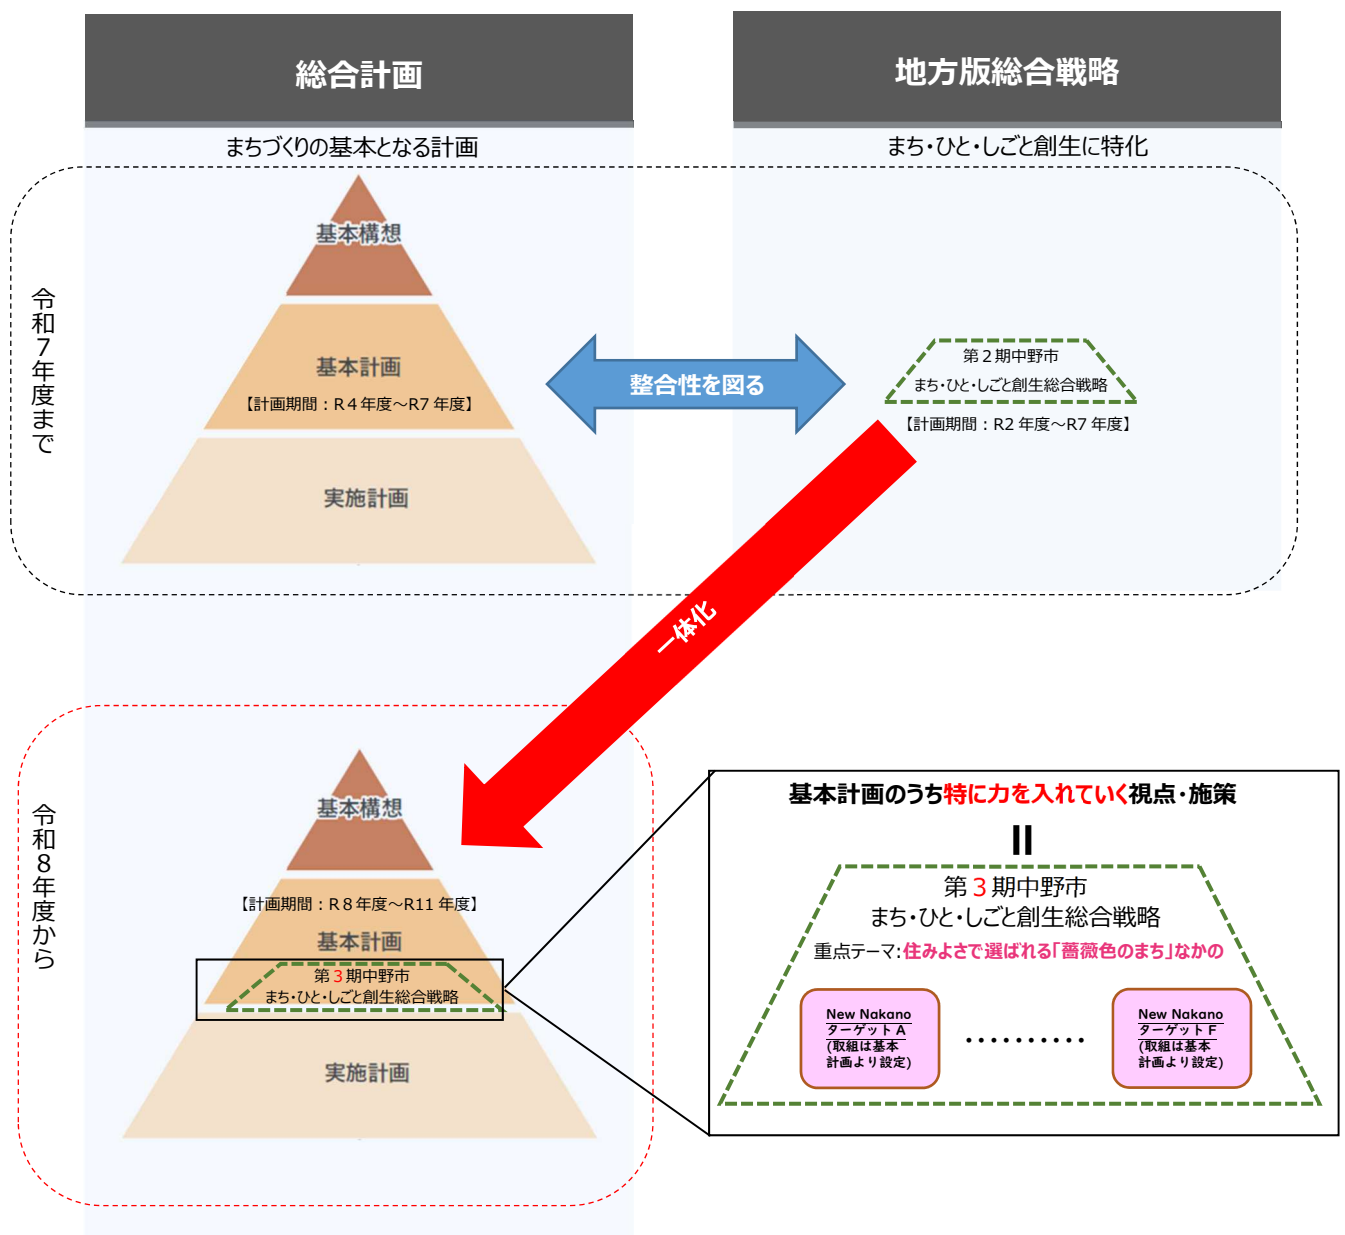 総合計画
地方版総合戦略
まちづくりの基本となる計画
まち・ひと・しごと創生に特化
令和7年度まで
基本構想
基本計画
【計画期間：R４年度～R7 年度】
実施計画
整合性を図る
第２期中野市
まち・ひと・しごと創生総合戦略
【計画期間：R2 年度～R7 年度】
一体化
令和8年度から
基本構想
【計画期間：R８年度～R11 年度】
基本計画
第３期中野市
まち・ひと・しごと創生総合戦略
実施計画
基本計画のうち特に力を入れていく視点・施策
＝
第３期中野市
まち・ひと・しごと創生総合戦略
重点テーマ:住みよさで選ばれる「薔薇色のまち」なかの
New Nakano
ターゲット A
(取組は基本
計画より設定)
・・・・・・・・・・
New Nakano
ターゲット F
(取組は基本
計画より設定)